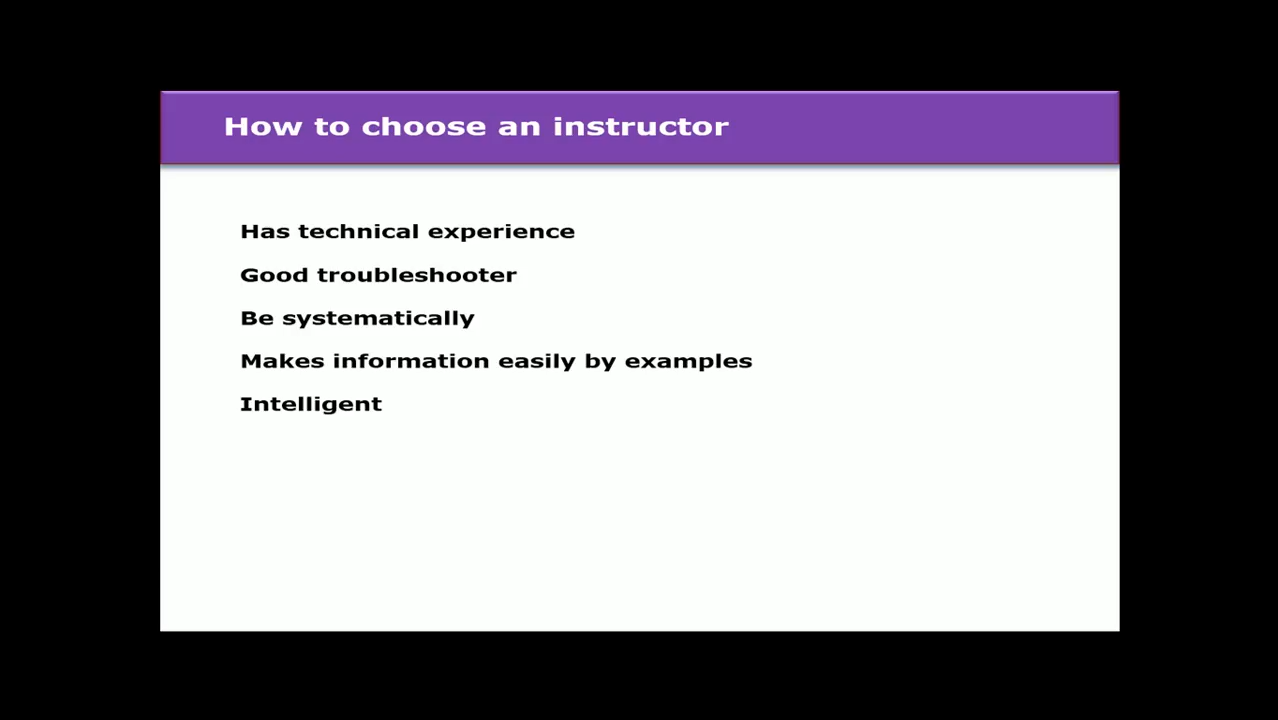 How to choose an instructor
Has technical experience
Good troubleshooter
Be systematically
Makes information easily by examples
Intelligent